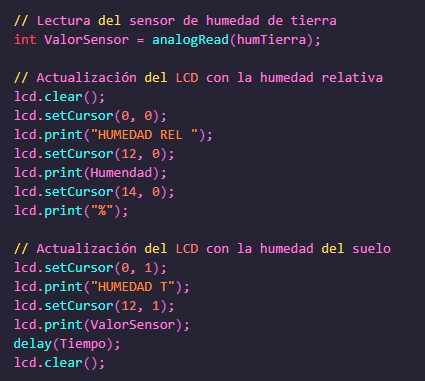 // Lectura del sensor de humedad de tierra
int ValorSensor = analogRead(humTierra);
// Actualización del LCD con la humedad relativa
lcd.clear();
lcd.setCursor(0, 0);
lcd.print("HUMEDAD REL ");
lcd.setCursor(12, 0);
lcd.print(Humendad);
lcd.setCursor(14, 0);
lcd.print("%");
// Actualización del LCD con la humedad del suelo
lcd.setCursor(0, 1);
lcd.print("HUMEDAD T");
lcd.setCursor(12, 1);
lcd.print(ValorSensor);
delay(Tiempo);
lcd.clear();